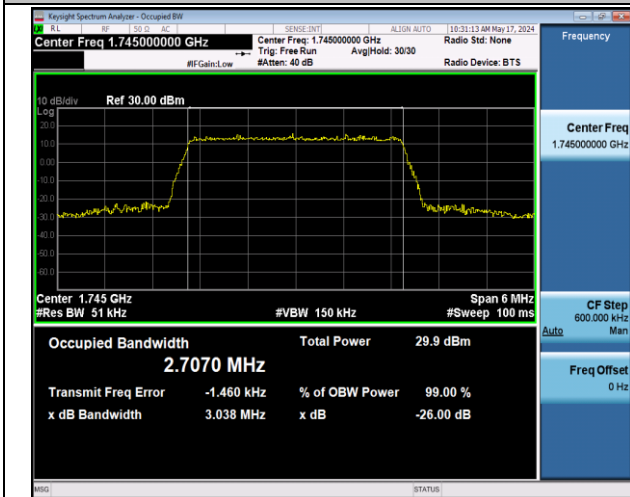 Keysight Spectrum Analyzer - Occupied BW
RL RF 50 Ω AC SENSE:INT ALIGN AUTO 10:31:13 AM May 17, 2024
Center Freq 1.745000000 GHz
Center Freq: 1.745000000 GHz Radio Std: None
Trig: Free Run Avg|Hold: 30/30
#IFGain:Low #Atten: 40 dB Radio Device: BTS
Frequency
10 dB/div Ref 30.00 dBm
Log
20.0
10.0
0.00
-10.0
-20.0
-30.0
-40.0
-50.0
-60.0
Center Freq
1.745000000 GHz
Center 1.745 GHz Span 6 MHz
#Res BW 51 kHz #VBW 150 kHz #Sweep 100 ms
CF Step
600.000 kHz
Auto Man
Occupied Bandwidth Total Power 29.9 dBm
2.7070 MHz
Freq Offset
0 Hz
Transmit Freq Error -1.460 kHz % of OBW Power 99.00 %
x dB Bandwidth 3.038 MHz x dB -26.00 dB
MSG STATUS